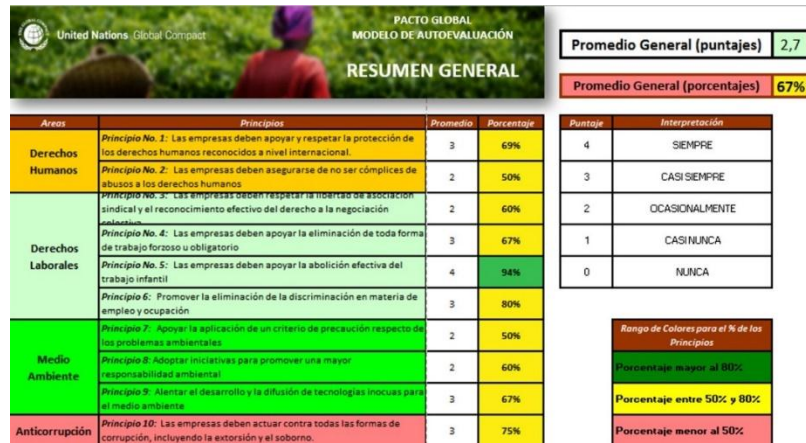 United Nations Global Compact
PACTO GLOBAL
MODELO DE AUTOEVALUACIÓN
RESUMEN GENERAL
Promedio General (puntajes) 2,7
Promedio General (porcentajes) 67%
Areas Principios Promedio Porcentaje
Derechos Humanos
Principio No. 1: Las empresas deben apoyar y respetar la protección de
los derechos humanos reconocidos a nivel internacional.
3 69%
Principio No. 2: Las empresas deben asegurarse de no ser cómplices de
abusos a los derechos humanos
2 50%
Derechos Laborales
Principio No. 3: Las empresas deben respetar la libertad de asociación
sindical y el reconocimiento efectivo del derecho a la negociación
colectiva
2 60%
Principio No. 4: Las empresas deben apoyar la eliminación de toda forma
de trabajo forzoso u obligatorio
3 67%
Principio No. 5: Las empresas deben apoyar la abolición efectiva del
trabajo infantil
4 94%
Principio 6: Promover la eliminación de la discriminación en materia de
empleo y ocupación
3 80%
Medio Ambiente
Principio 7: Apoyar la aplicación de un criterio de precaución respecto de
los problemas ambientales
2 50%
Principio 8: Adoptar iniciativas para promover una mayor
responsabilidad ambiental
2 60%
Principio 9: Alentar el desarrollo y la difusión de tecnologías inocuas para
el medio ambiente
3 67%
Anticorrupción
Principio 10: Las empresas deben actuar contra todas las formas de
corrupción, incluyendo la extorsión y el soborno.
3 75%
Puntaje Interpretación
4 SIEMPRE
3 CASI SIEMPRE
2 OCASIONALMENTE
1 CASI NUNCA
0 NUNCA
Rango de Colores para el % de los
Principios
Porcentaje mayor al 80%
Porcentaje entre 50% y 80%
Porcentaje menor al 50%